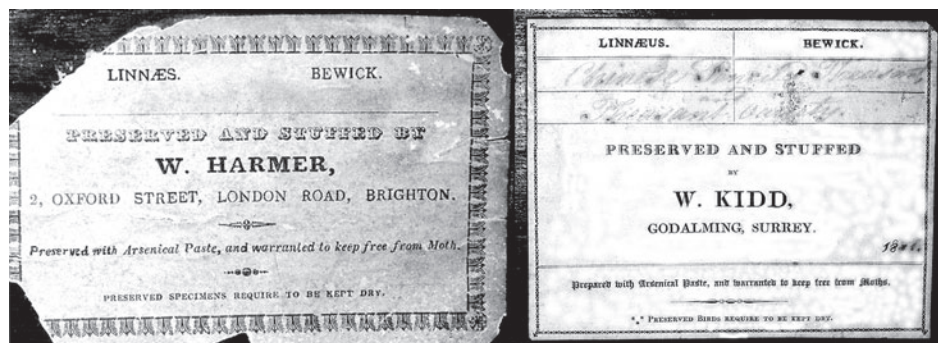 LINNÆS. BEWICK.
PRESERVED AND STUFFED BY
W. HARMER,
2, OXFORD STREET, LONDON ROAD, BRIGHTON.
Preserved with Arsenical Paste, and warranted to keep free from Moth.
PRESERVED SPECIMENS REQUIRE TO BE KEPT DRY.
LINNÆUS. BEWICK.
Pheasant
PRESERVED AND STUFFED
BY
W. KIDD,
GODALMING, SURREY.
Prepared with Arsenical Paste, and warranted to keep free from Moths.
*** PRESERVED BIRDS REQUIRE TO BE KEPT DRY.